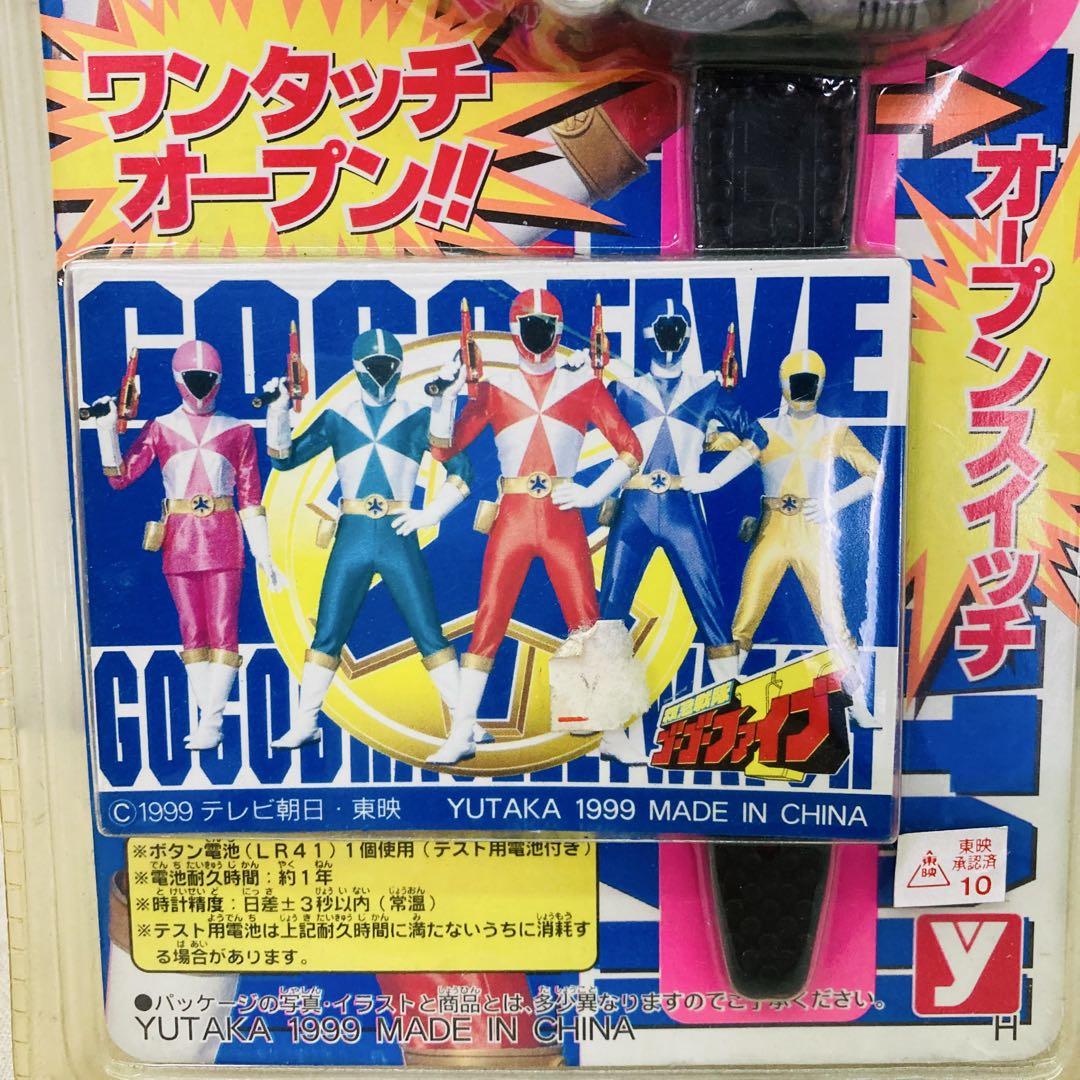 ワンタッチ
オープン!!
オープンスイッチ
GOGOFIVE
救急戦隊
ゴーゴーファイブ
©1999 テレビ朝日・東映 YUTAKA 1999 MADE IN CHINA
※ボタン電池(LR41)1個使用(テスト用電池付き)
※電池耐久時間:約1年
※時計精度:日差±3秒以内(常温)
※テスト用電池は上記耐久時間に満たないうちに消耗す
る場合があります。
東映
承認済
10
東映
y
●パッケージの写真・イラストと商品とは、多少異なりますのでご了承ください。
YUTAKA 1999 MADE IN CHINA
H